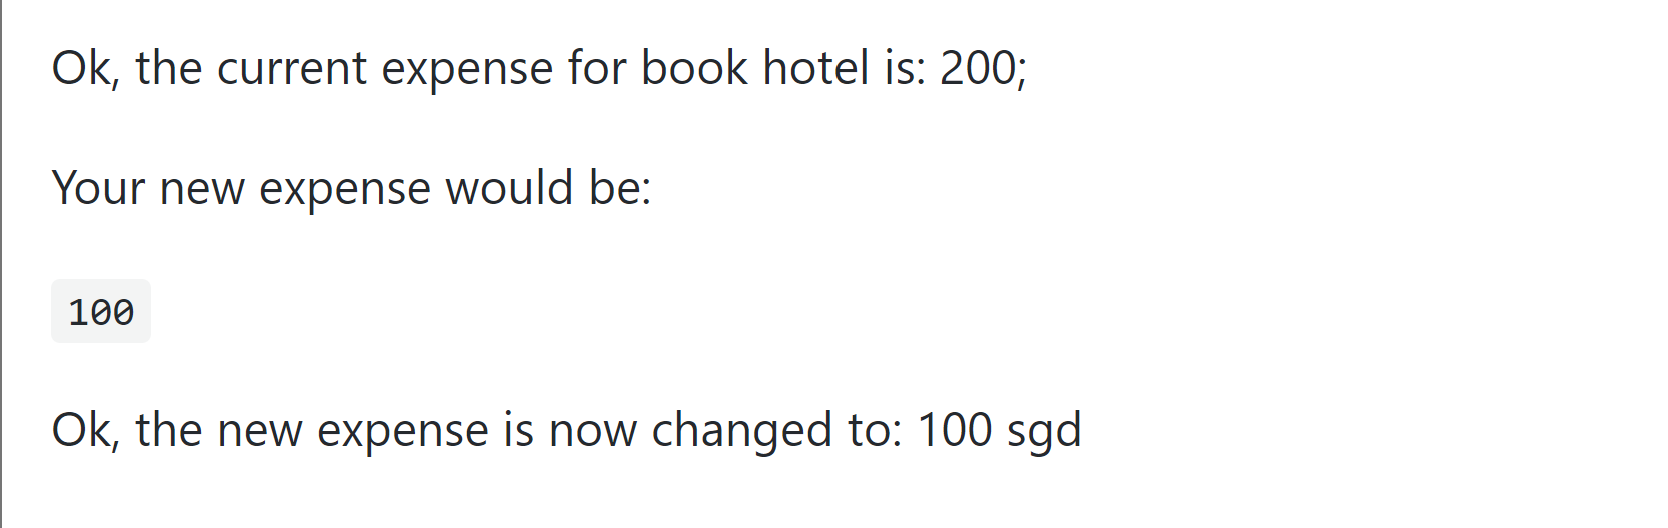 Ok, the current expense for book hotel is: 200;
Your new expense would be:
100
Ok, the new expense is now changed to: 100 sgd